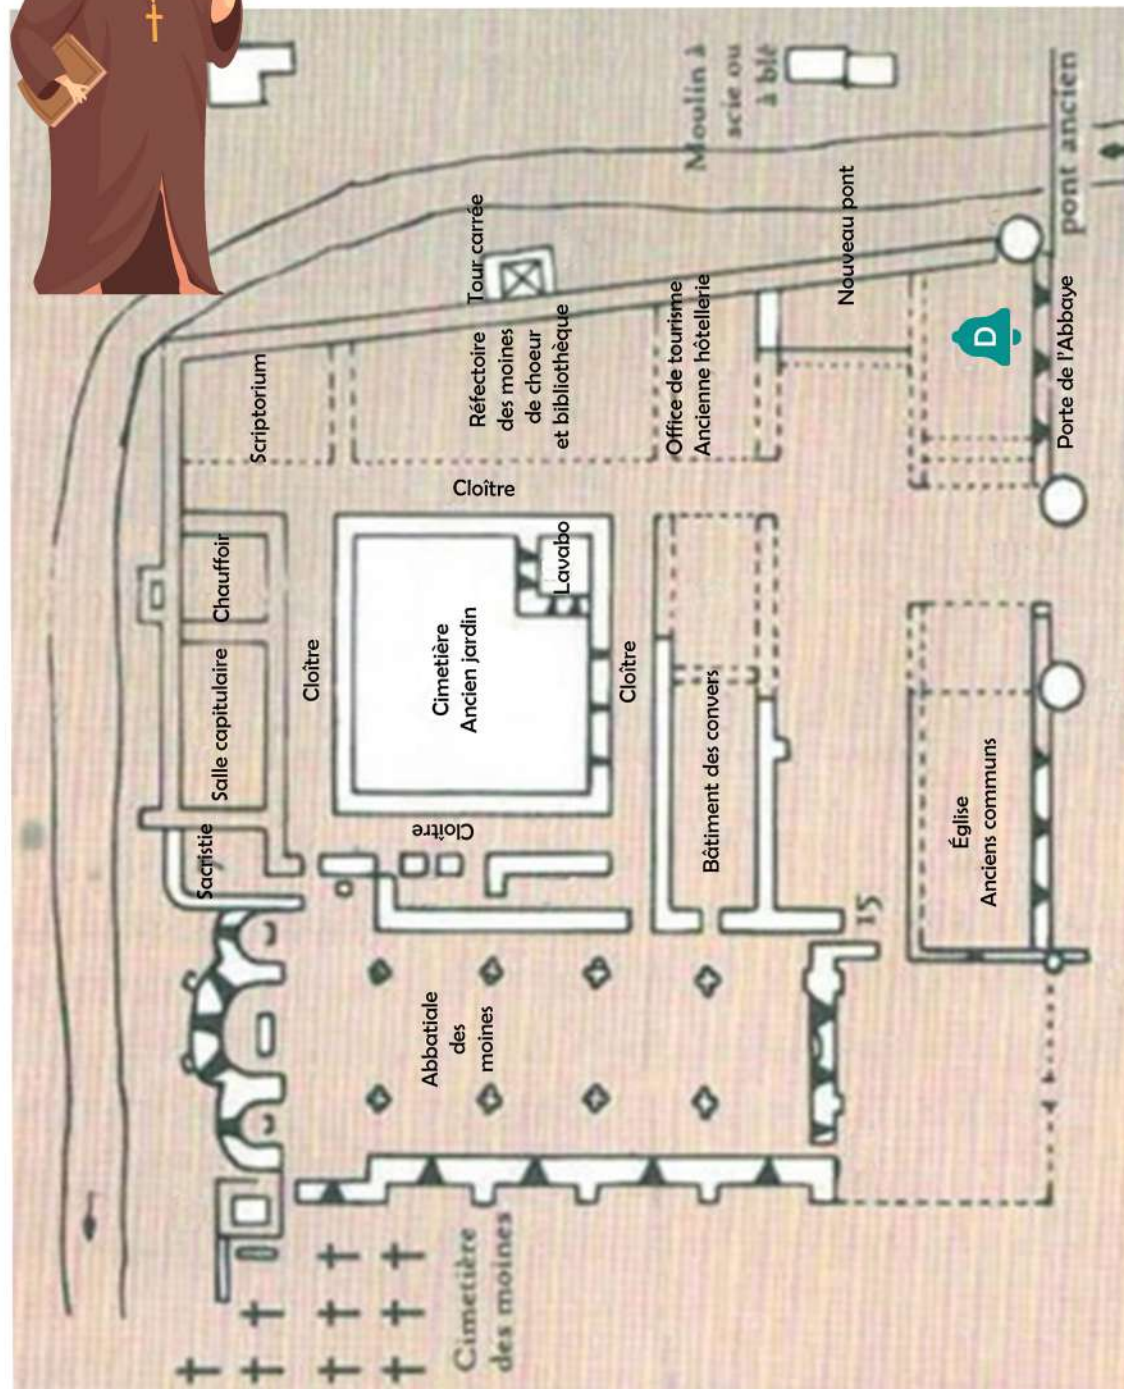 Cimetière
des moines
Abbatiale
des
moines
Sacristie
Salle capitulaire
Chauffoir
Scriptorium
Cloître
Cloître
Cloître
Cloître
Cimetière
Ancien jardin
Lavabo
Réfectoire
des moines
de choeur
et bibliothèque
Tour carrée
Office de tourisme
Ancienne hôtellerie
Bâtiment des convers
15
Église
Anciens communs
Moulin à
scie ou
à blé
Nouveau pont
pont ancien
D
Porte de l'Abbaye